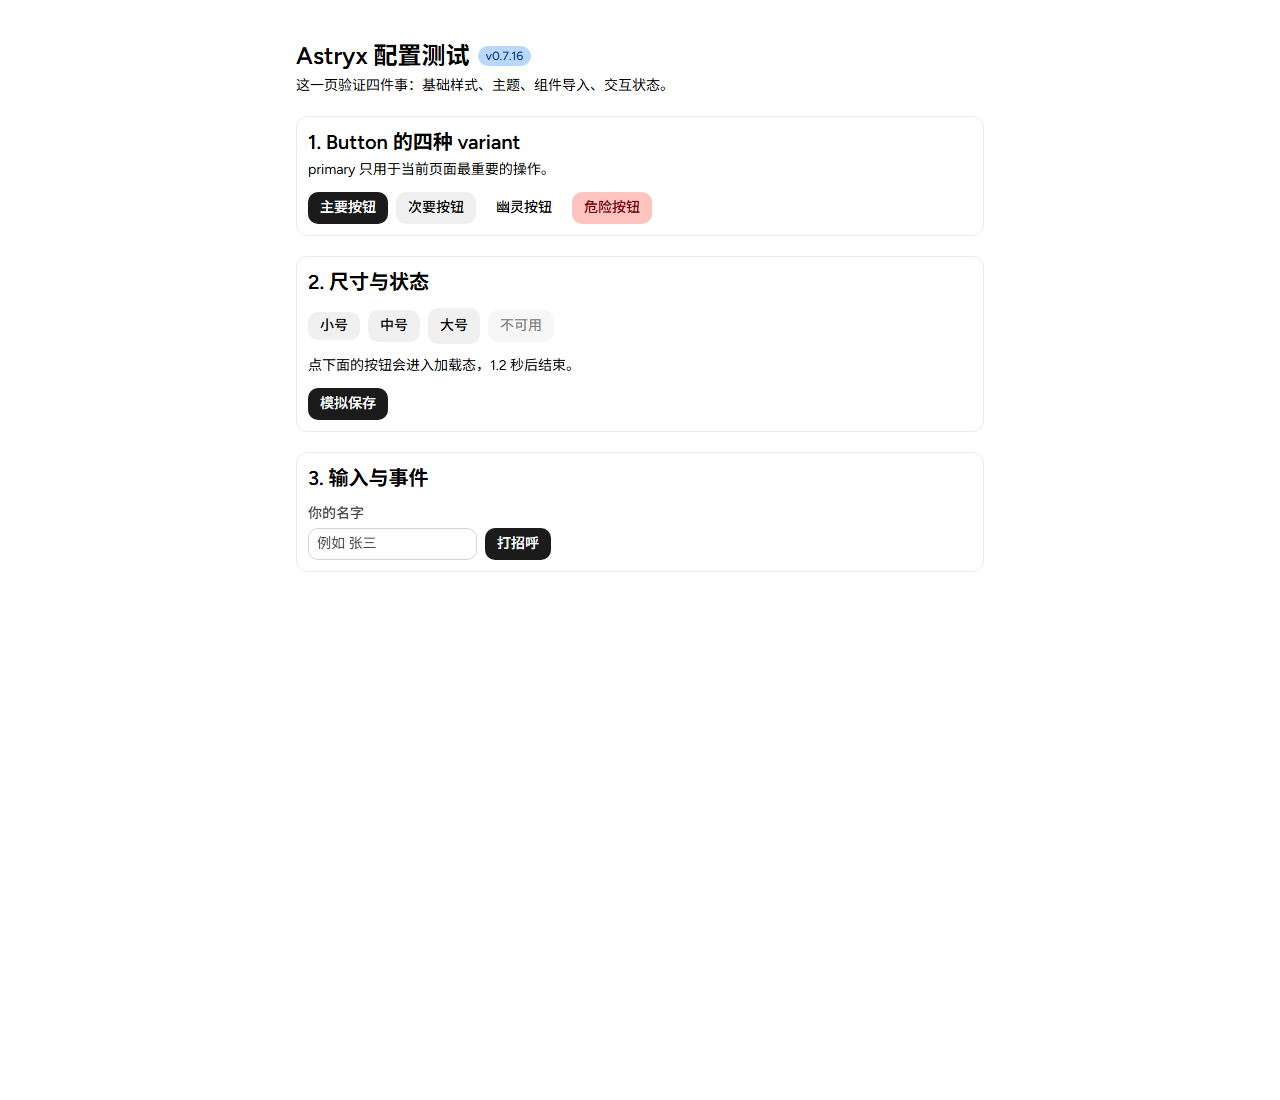 Astryx 配置测试 v0.7.16
这一页验证四件事：基础样式、主题、组件导入、交互状态。
1. Button 的四种 variant
primary 只用于当前页面最重要的操作。
主要按钮 次要按钮 幽灵按钮 危险按钮
2. 尺寸与状态
小号 中号 大号 不可用
点下面的按钮会进入加载态，1.2 秒后结束。
模拟保存
3. 输入与事件
你的名字
例如 张三 打招呼